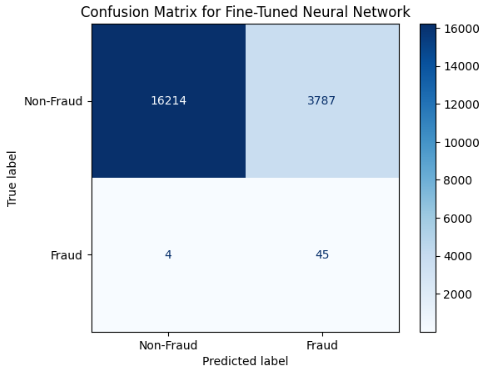 Confusion Matrix for Fine-Tuned Neural Network
16000
Non-Fraud
16214
3787
14000
12000
10000
True label
8000
6000
Fraud
4
45
4000
2000
Non-Fraud
Fraud
Predicted label